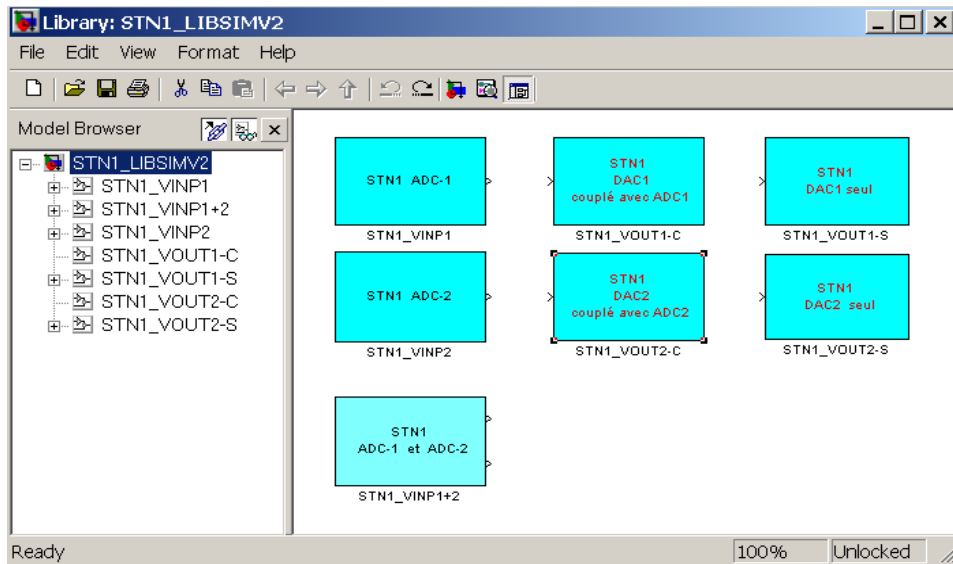 Library: STN1_LIBSIMV2
File Edit View Format Help
Model Browser
STN1_LIBSIMV2
STN1_VINP1
STN1_VINP1+2
STN1_VINP2
STN1_VOUT1-C
STN1_VOUT1-S
STN1_VOUT2-C
STN1_VOUT2-S
STN1 ADC-1
STN1_VINP1
STN1
DAC1
couplé avec ADC1
STN1_VOUT1-C
STN1
DAC1 seul
STN1_VOUT1-S
STN1 ADC-2
STN1_VINP2
STN1
DAC2
couplé avec ADC2
STN1_VOUT2-C
STN1
DAC2 seul
STN1_VOUT2-S
STN1
ADC-1 et ADC-2
STN1_VINP1+2
Ready
100%
Unlocked